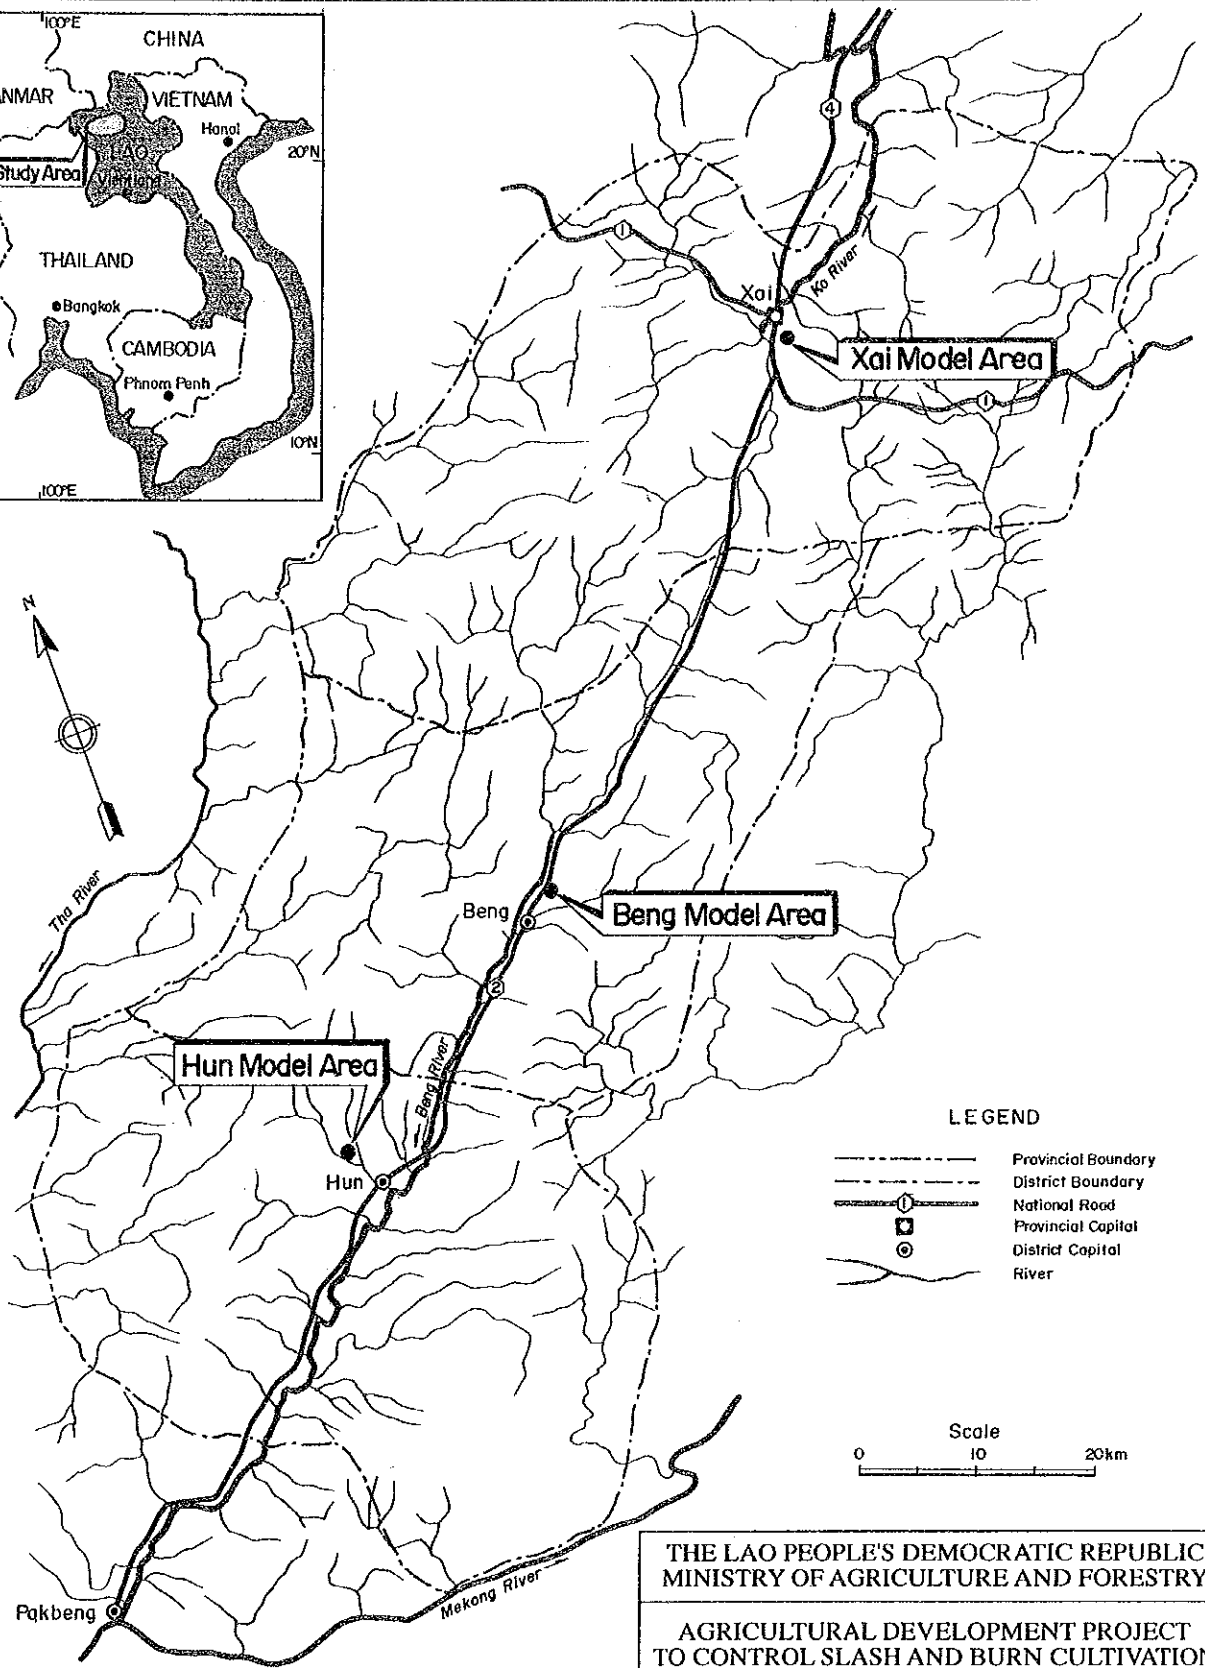 100°E
CHINA
VIETNAM
Hanoi
20°N
LAO
Vientiane
Study Area
THAILAND
Bangkok
CAMBODIA
Phnom Penh
10°N
100°E
4
1
Xai
Ko River
Xai Model Area
1
N
Tha River
Beng
Beng Model Area
2
Hun Model Area
Beng River
Hun
LEGEND
Provincial Boundary
District Boundary
1 National Road
Provincial Capital
District Capital
River
Scale
0 10 20km
Pakbeng
Mekong River
THE LAO PEOPLE'S DEMOCRATIC REPUBLIC
MINISTRY OF AGRICULTURE AND FORESTRY
AGRICULTURAL DEVELOPMENT PROJECT
TO CONTROL SLASH AND BURN CULTIVATION